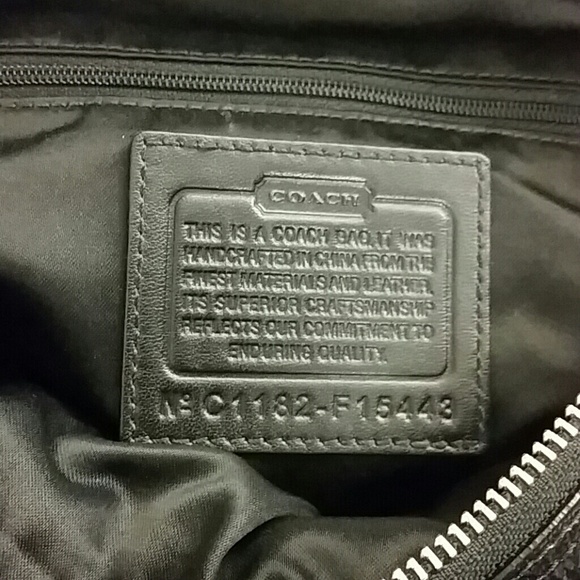 COACH
THIS IS A COACH BAG. IT WAS
HANDCRAFTED IN CHINA FROM THE
FINEST MATERIALS AND LEATHER.
ITS SUPERIOR CRAFTSMANSHIP
REFLECTS OUR COMMITMENT TO
ENDURING QUALITY.
Nº C1182-F15443